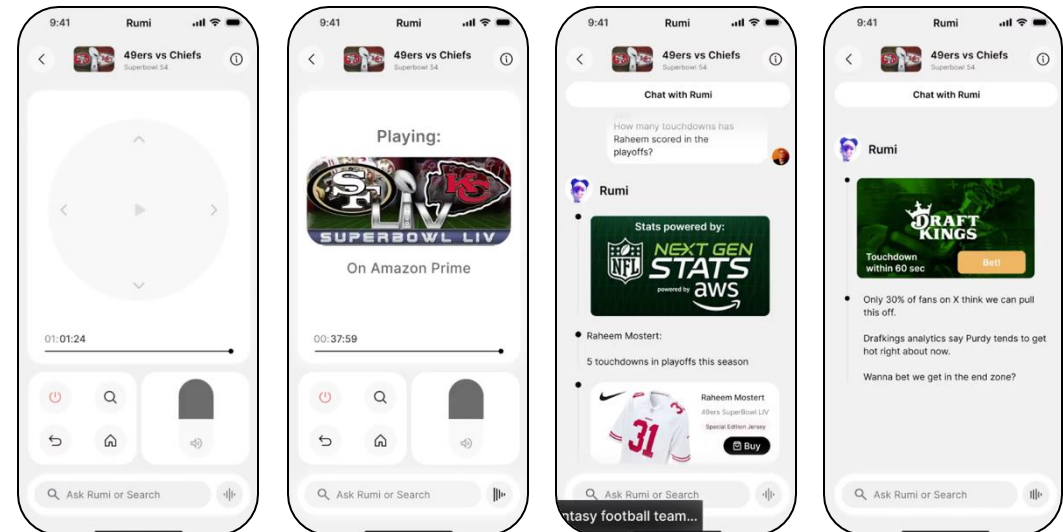 9:41
Rumi
49ers vs Chiefs
Superbowl 54
01:01:24
Ask Rumi or Search
9:41
Rumi
49ers vs Chiefs
Superbowl 54
Playing:
SF
KC
LIV
SUPERBOWL LIV
On Amazon Prime
00:37:59
Ask Rumi or Search
9:41
Rumi
49ers vs Chiefs
Superbowl 54
Chat with Rumi
How many touchdowns has
Raheem scored in the
playoffs?
Rumi
Stats powered by:
NFL
NEXT GEN
STATS
powered by aws
Raheem Mostert:
5 touchdowns in playoffs this season
31
Raheem Mostert
49ers SuperBowl LIV
Special Edition Jersey
Buy
Ask Rumi or Search
ntasy football team...
9:41
Rumi
49ers vs Chiefs
Superbowl 54
Chat with Rumi
Rumi
DRAFT
KINGS
Touchdown
within 60 sec
Bet!
Only 30% of fans on X think we can pull
this off.
Drafkings analytics say Purdy tends to get
hot right about now.
Wanna bet we get in the end zone?
Ask Rumi or Search